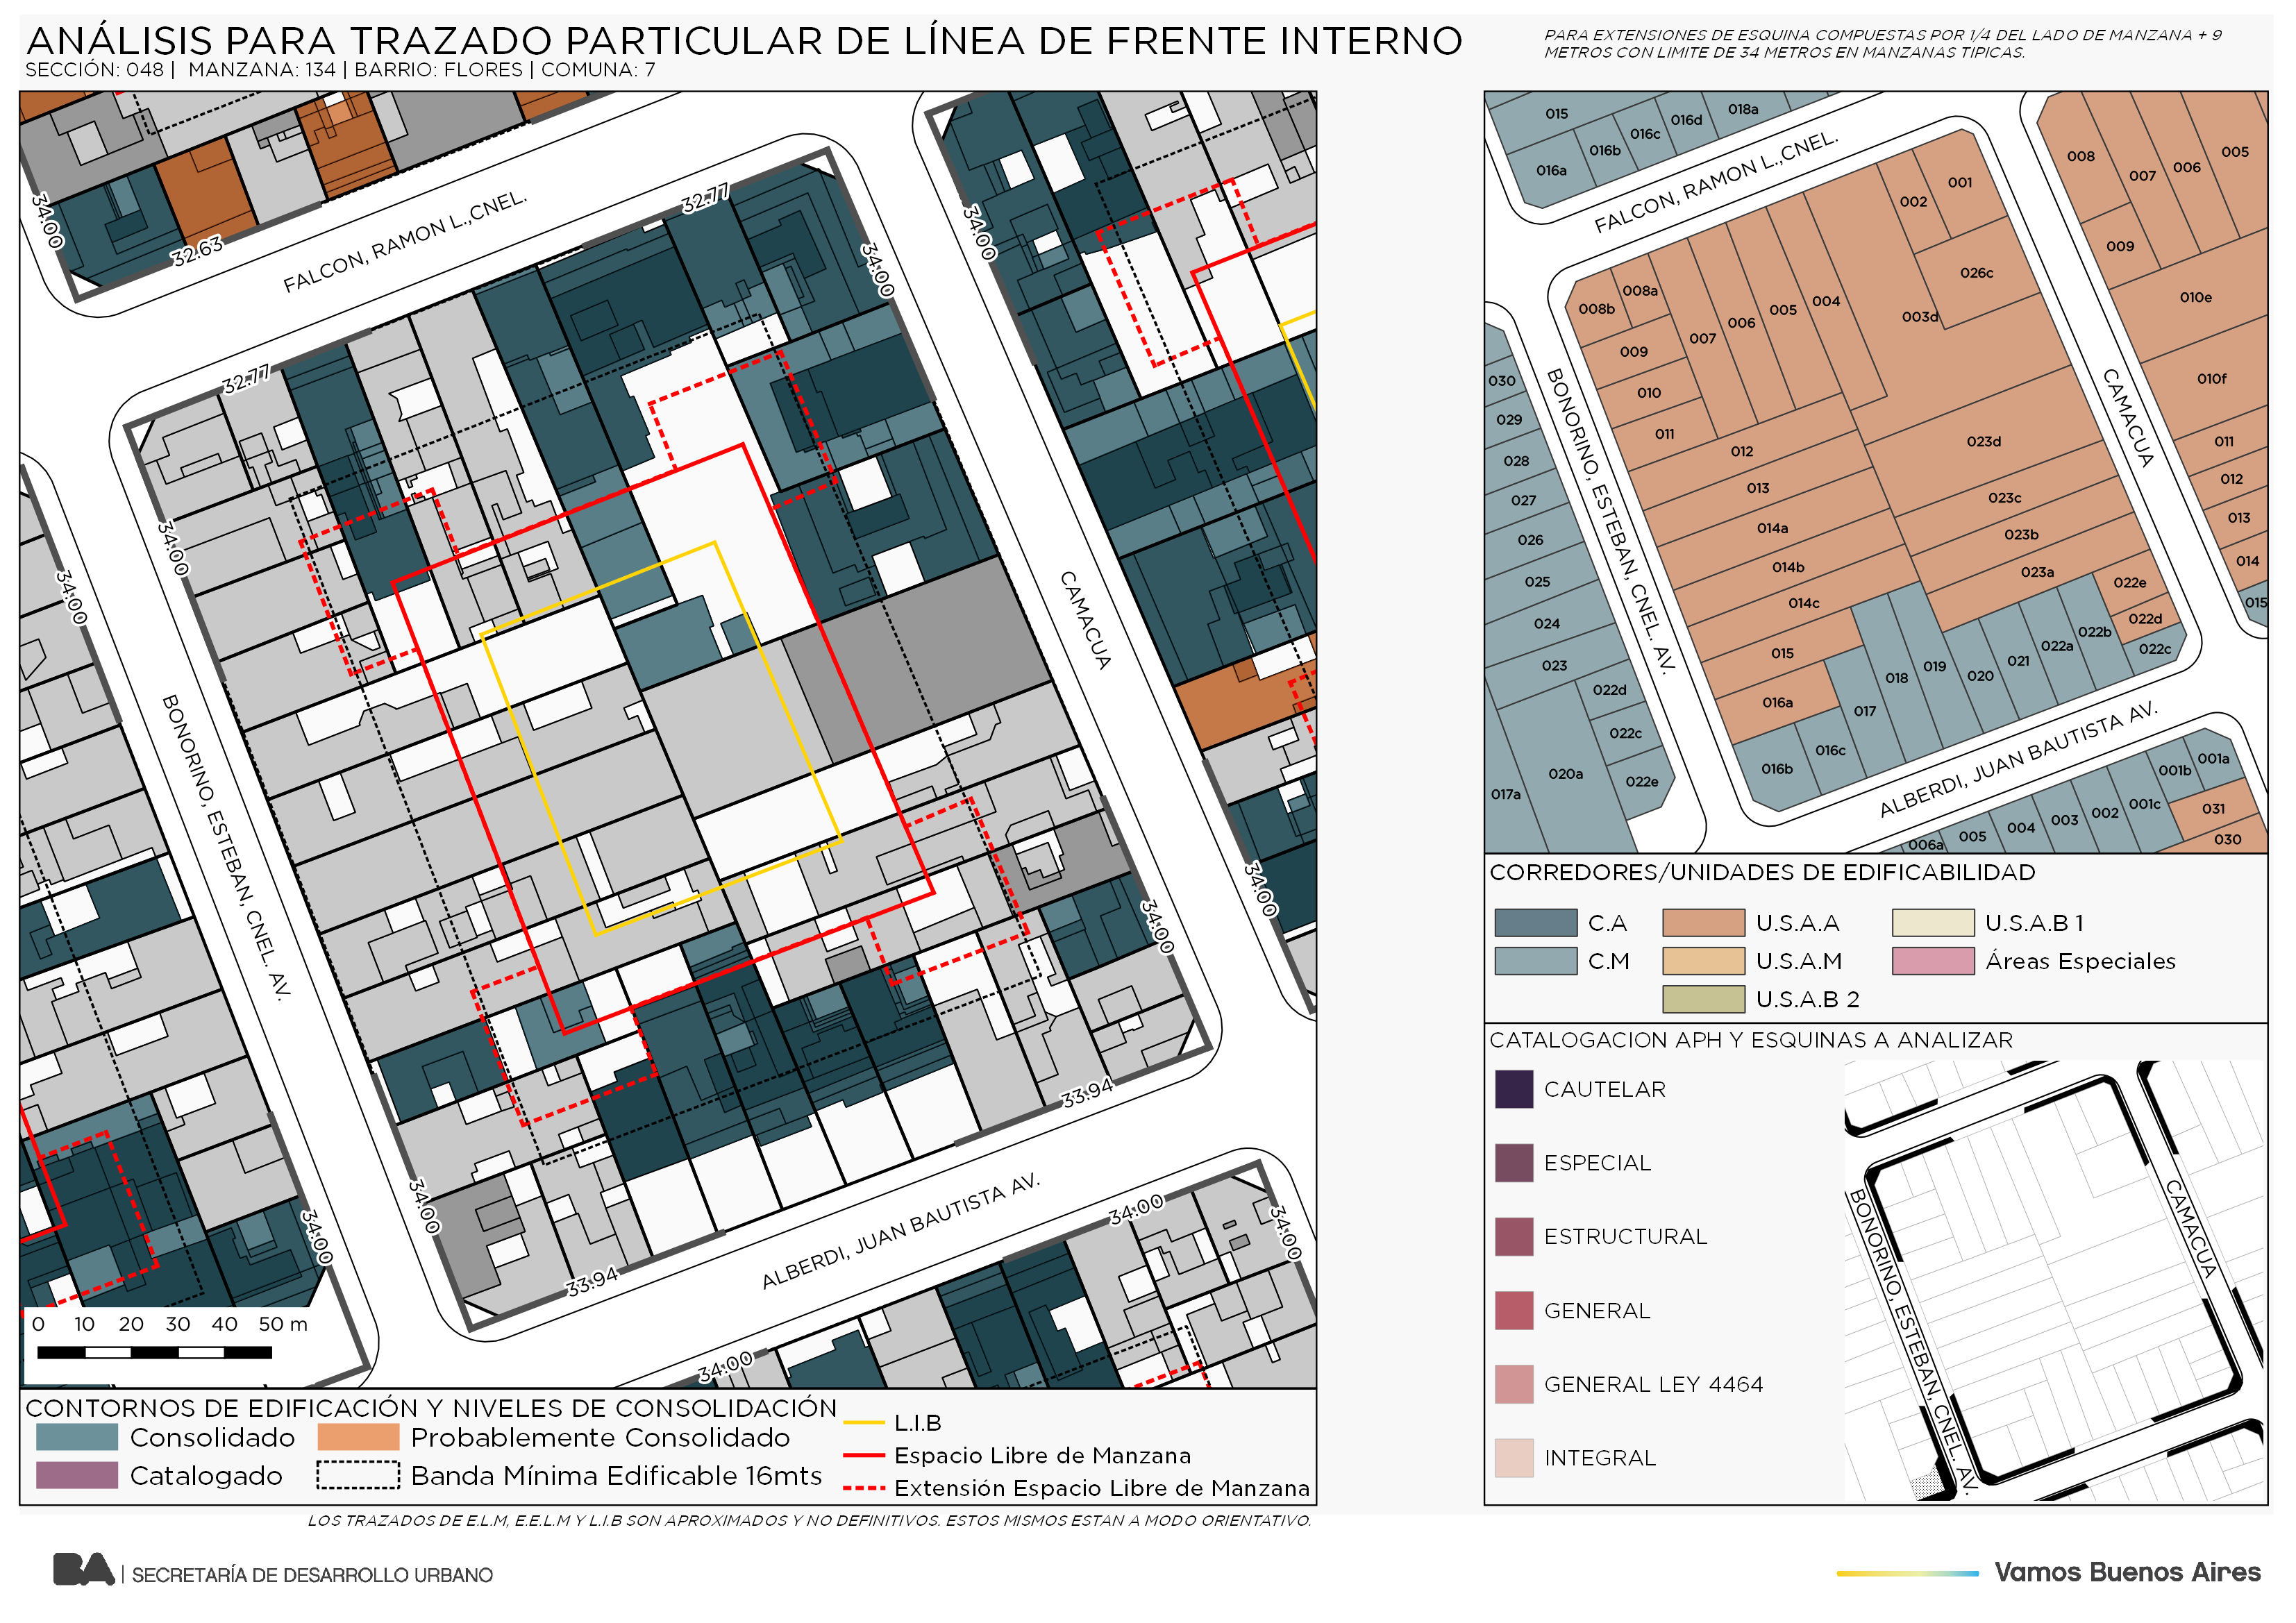 ANÁLISIS PARA TRAZADO PARTICULAR DE LÍNEA DE FRENTE INTERNO
SECCIÓN: 048 | MANZANA: 134 | BARRIO: FLORES | COMUNA: 7
PARA EXTENSIONES DE ESQUINA COMPUESTAS POR 1/4 DEL LADO DE MANZANA + 9
METROS CON LIMITE DE 34 METROS EN MANZANAS TIPICAS.
34.00
32.63
FALCON, RAMON L.,CNEL.
32.77
34.00
34.00
32.77
34.00
34.00
CAMACUA
BONORINO, ESTEBAN, CNEL. AV.
34.00
34.00
33.94
34.00
34.00
33.94
ALBERDI, JUAN BAUTISTA AV.
34.00
34.00
34.00
0 10 20 30 40 50 m
CONTORNOS DE EDIFICACIÓN Y NIVELES DE CONSOLIDACIÓN
Consolidado
Probablemente Consolidado
Catalogado
Banda Mínima Edificable 16mts
L.I.B
Espacio Libre de Manzana
Extensión Espacio Libre de Manzana
LOS TRAZADOS DE E.L.M, E.E.L.M Y L.I.B SON APROXIMADOS Y NO DEFINITIVOS. ESTOS MISMOS ESTAN A MODO ORIENTATIVO.
015
016a
016b
016c
016d
018a
FALCON, RAMON L.,CNEL.
008
007
006
005
009
010e
010f
011
012
013
014
015
001
002
026c
003d
004
005
006
007
008a
008b
009
010
011
012
013
014a
014b
014c
015
016a
016b
016c
017
018
019
020
021
022a
022b
022c
022d
022e
023a
023b
023c
023d
CAMACUA
BONORINO, ESTEBAN, CNEL. AV.
030
029
028
027
026
025
024
023
022d
022c
022e
020a
017a
ALBERDI, JUAN BAUTISTA AV.
006a
005
004
003
002
001c
001b
001a
031
030
CORREDORES/UNIDADES DE EDIFICABILIDAD
C.A
U.S.A.A
U.S.A.B 1
C.M
U.S.A.M
Áreas Especiales
U.S.A.B 2
CATALOGACION APH Y ESQUINAS A ANALIZAR
CAUTELAR
ESPECIAL
ESTRUCTURAL
GENERAL
GENERAL LEY 4464
INTEGRAL
BONORINO, ESTEBAN, CNEL. AV.
CAMACUA
BA | SECRETARÍA DE DESARROLLO URBANO
Vamos Buenos Aires